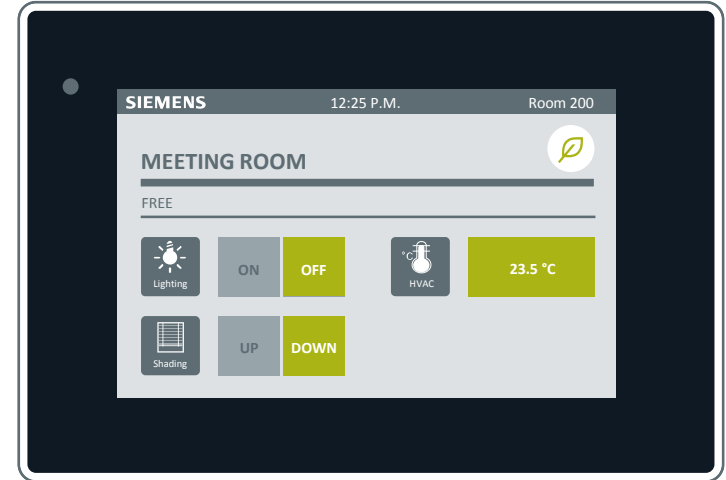 SIEMENS 12:25 P.M. Room 200
MEETING ROOM
FREE
Lighting ON OFF °C HVAC 23.5 °C
Shading UP DOWN